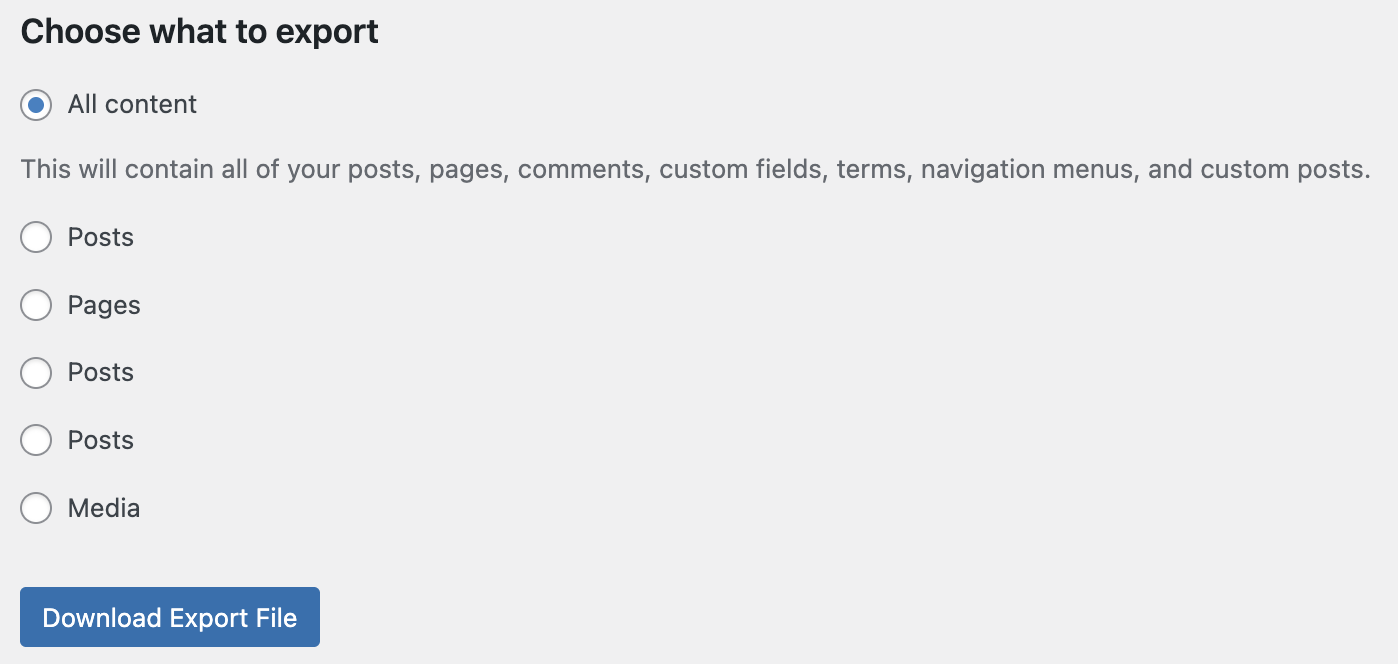 Choose what to export
All content
This will contain all of your posts, pages, comments, custom fields, terms, navigation menus, and custom posts.
Posts
Pages
Posts
Posts
Media
Download Export File